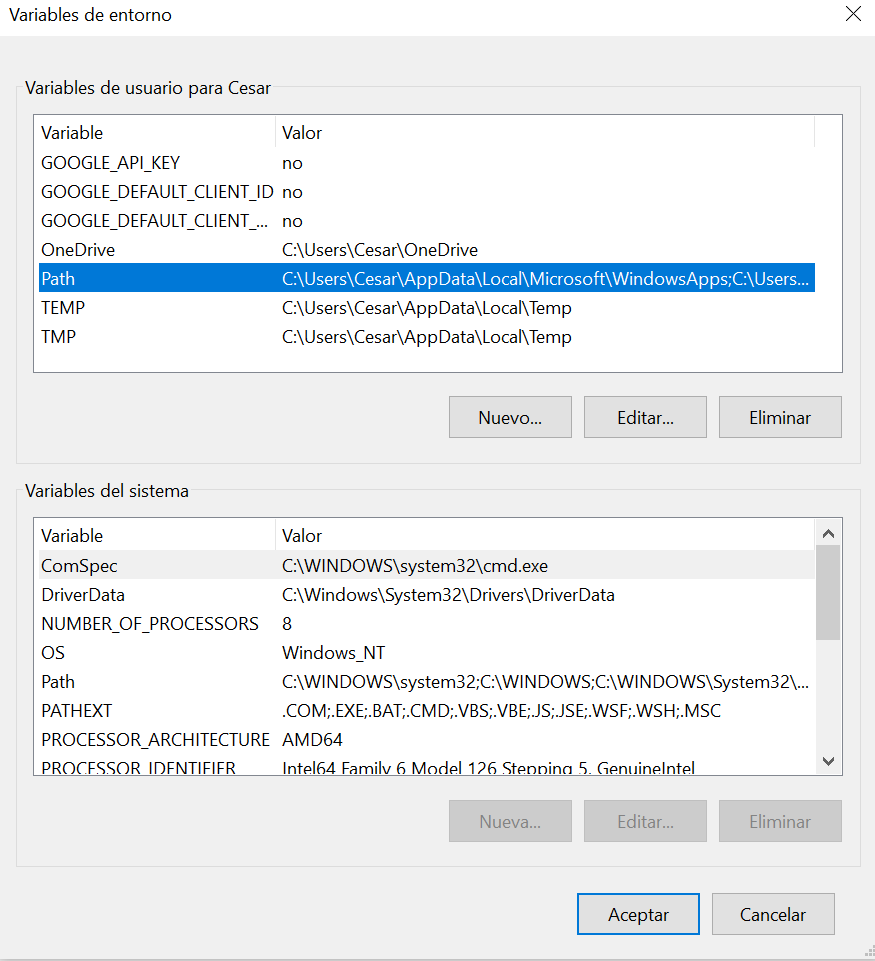 Variables de entorno
Variables de usuario para Cesar
Variable Valor
GOOGLE_API_KEY no
GOOGLE_DEFAULT_CLIENT_ID no
GOOGLE_DEFAULT_CLIENT_... no
OneDrive C:\Users\Cesar\OneDrive
Path C:\Users\Cesar\AppData\Local\Microsoft\WindowsApps;C:\Users...
TEMP C:\Users\Cesar\AppData\Local\Temp
TMP C:\Users\Cesar\AppData\Local\Temp
Nuevo... Editar... Eliminar
Variables del sistema
Variable Valor
ComSpec C:\WINDOWS\system32\cmd.exe
DriverData C:\Windows\System32\Drivers\DriverData
NUMBER_OF_PROCESSORS 8
OS Windows_NT
Path C:\WINDOWS\system32;C:\WINDOWS;C:\WINDOWS\System32\...
PATHEXT .COM;.EXE;.BAT;.CMD;.VBS;.VBE;.JS;.JSE;.WSF;.WSH;.MSC
PROCESSOR_ARCHITECTURE AMD64
PROCESSOR_IDENTIFIER Intel64 Family 6 Model 126 Stepping 5, GenuineIntel
Nueva... Editar... Eliminar
Aceptar Cancelar